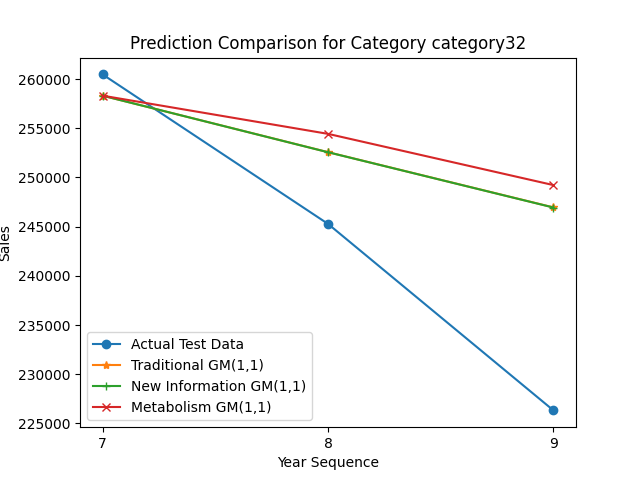 Prediction Comparison for Category category32
260000
255000
250000
245000
240000
235000
230000
225000
Sales
Actual Test Data
Traditional GM(1,1)
New Information GM(1,1)
Metabolism GM(1,1)
7
8
9
Year Sequence